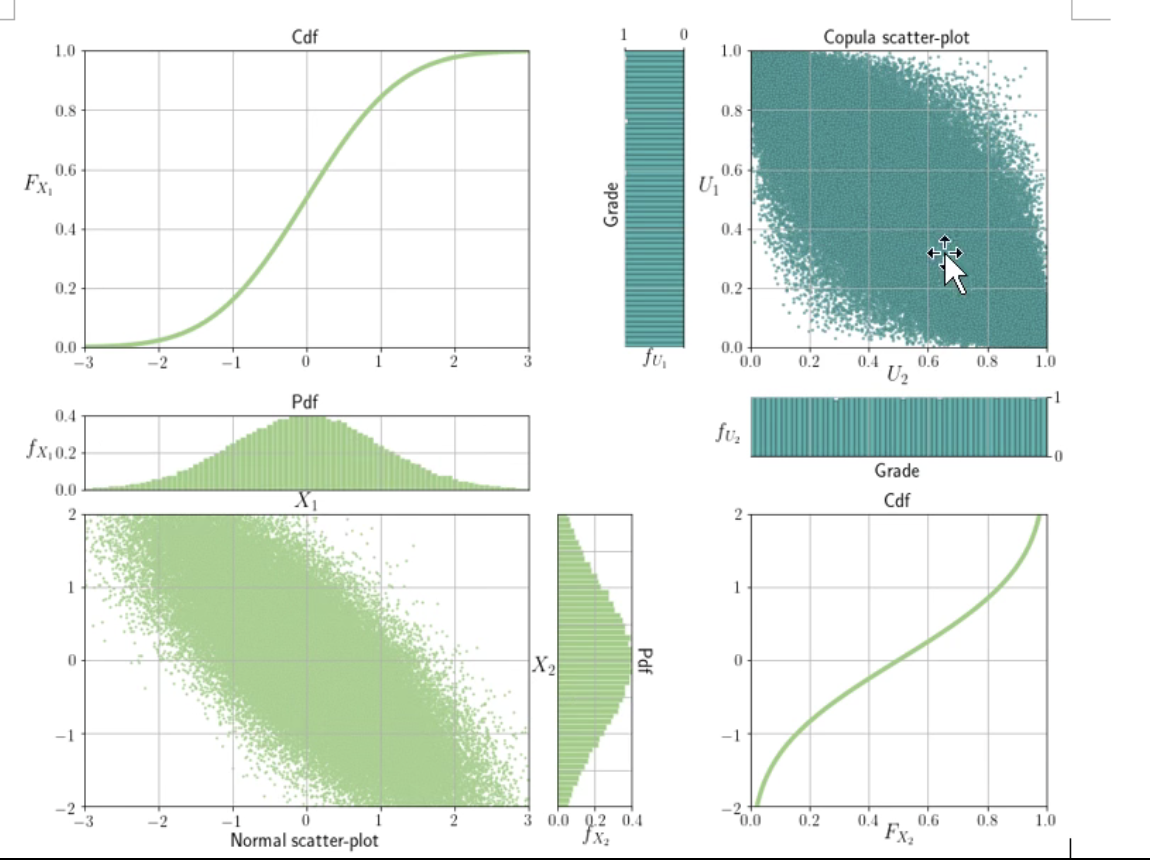 Cdf
1.0
0.8
0.6
0.4
0.2
0.0
F_{X_1}
−3 −2 −1 0 1 2 3
1 0
Grade
f_{U_1}
Copula scatter-plot
1.0
0.8
0.6
0.4
0.2
0.0
U_1
0.0 0.2 0.4 0.6 0.8 1.0
U_2
Pdf
0.4
0.2
0.0
f_{X_1}
X_1
f_{U_2}
1
0
Grade
2
1
0
−1
−2
−3 −2 −1 0 1 2 3
Normal scatter-plot
X_2
Pdf
0.0 0.2 0.4
f_{X_2}
Cdf
2
1
0
−1
−2
0.0 0.2 0.4 0.6 0.8 1.0
F_{X_2}